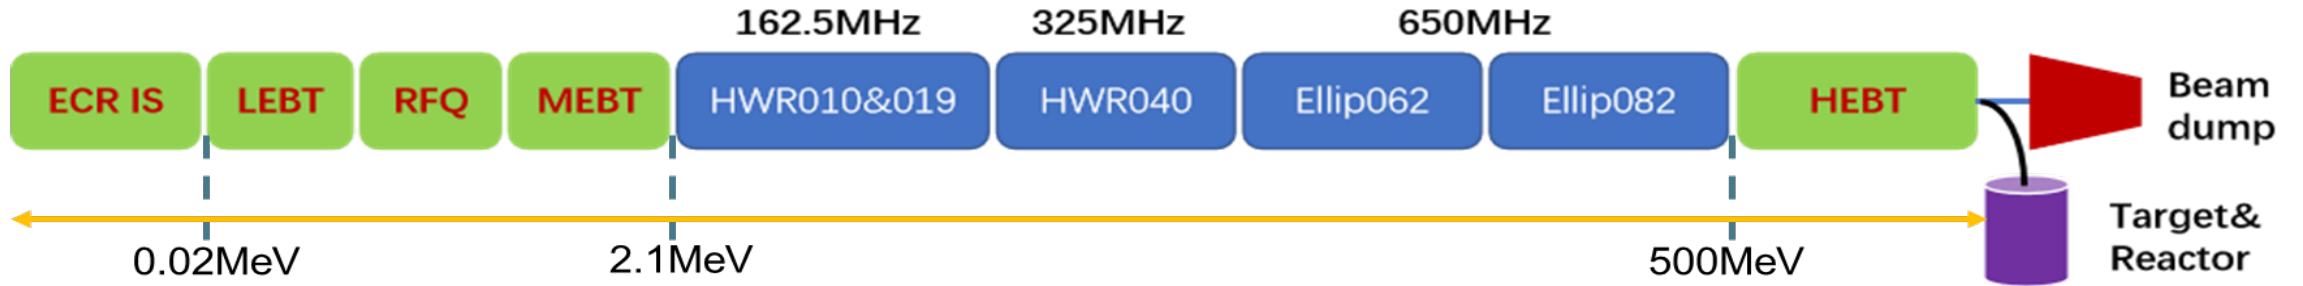 162.5MHz 325MHz 650MHz
ECR IS LEBT RFQ MEBT HWR010&019 HWR040 Ellip062 Ellip082 HEBT
Beam
dump
Target&
Reactor
0.02MeV 2.1MeV 500MeV